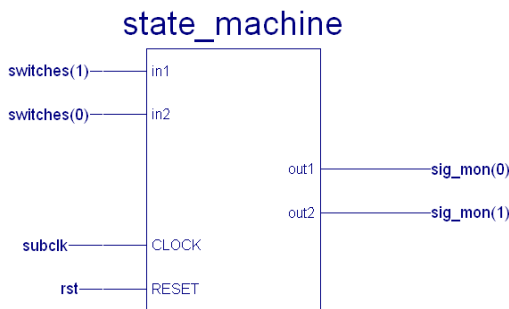 state_machine
switches(1) in1
switches(0) in2
out1 sig_mon(0)
out2 sig_mon(1)
subclk CLOCK
rst RESET